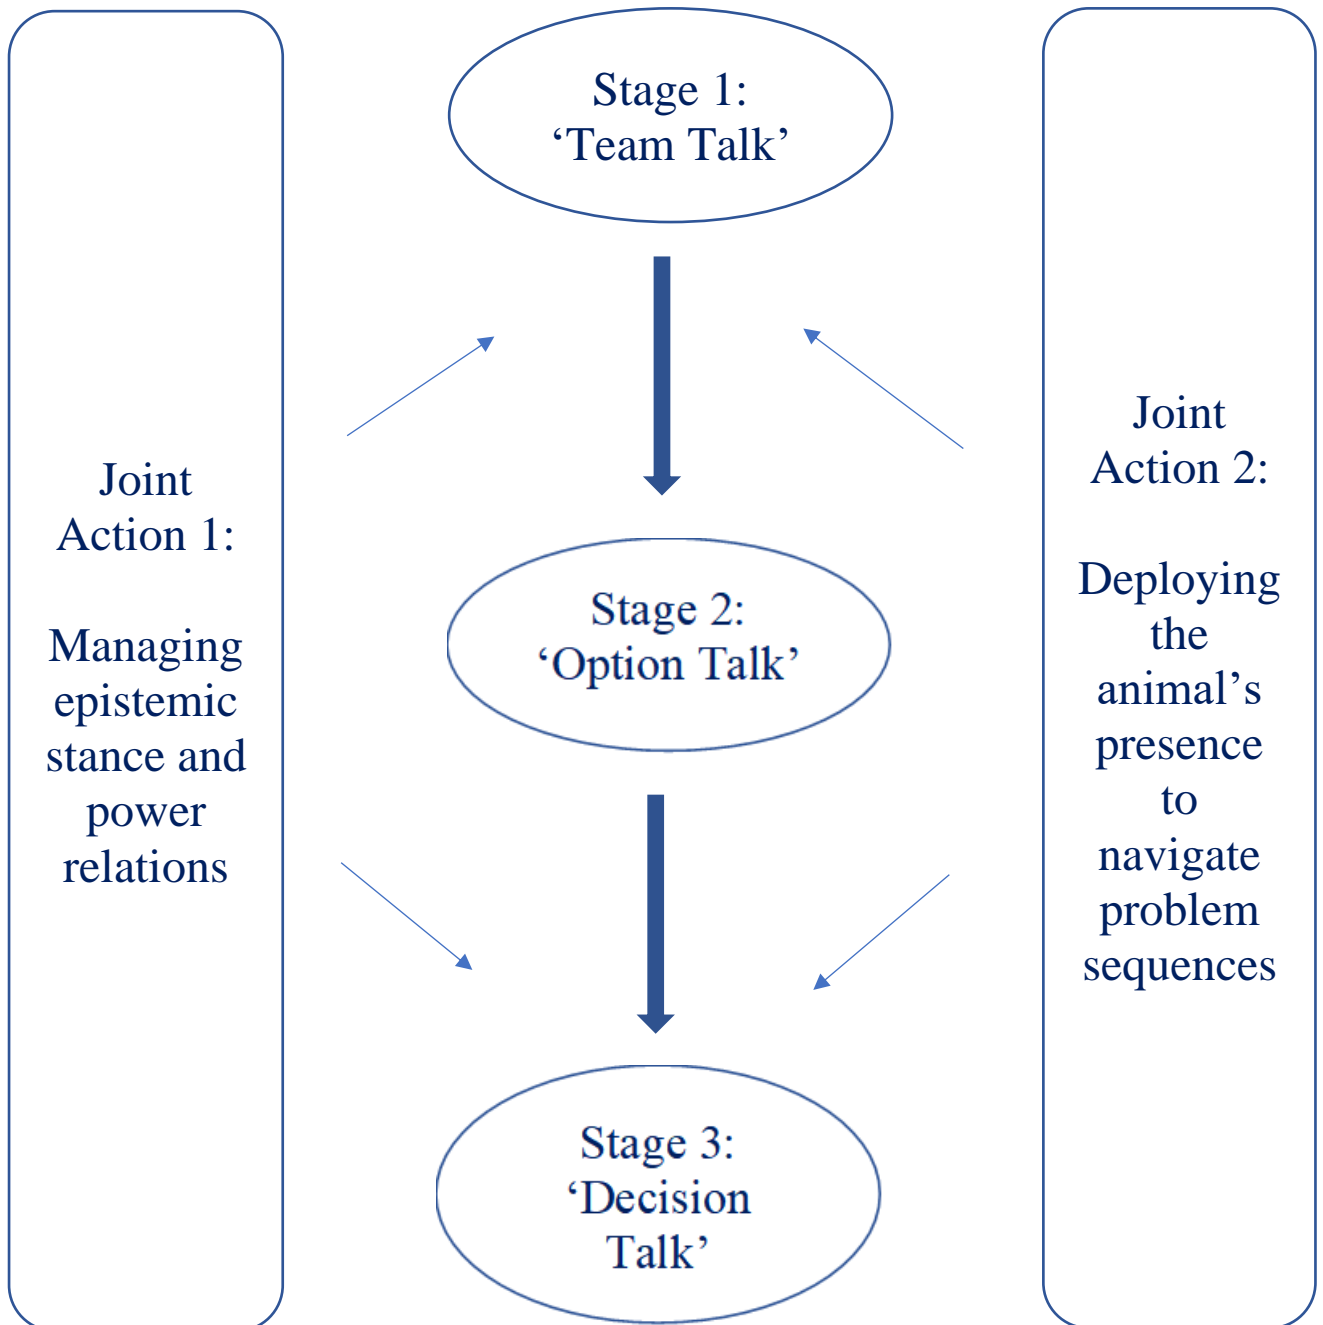 Stage 1:
‘Team Talk’
Joint
Action 1:
Managing
epistemic
stance and
power
relations
Stage 2:
‘Option Talk’
Joint
Action 2:
Deploying
the
animal’s
presence
to
navigate
problem
sequences
Stage 3:
‘Decision
Talk’